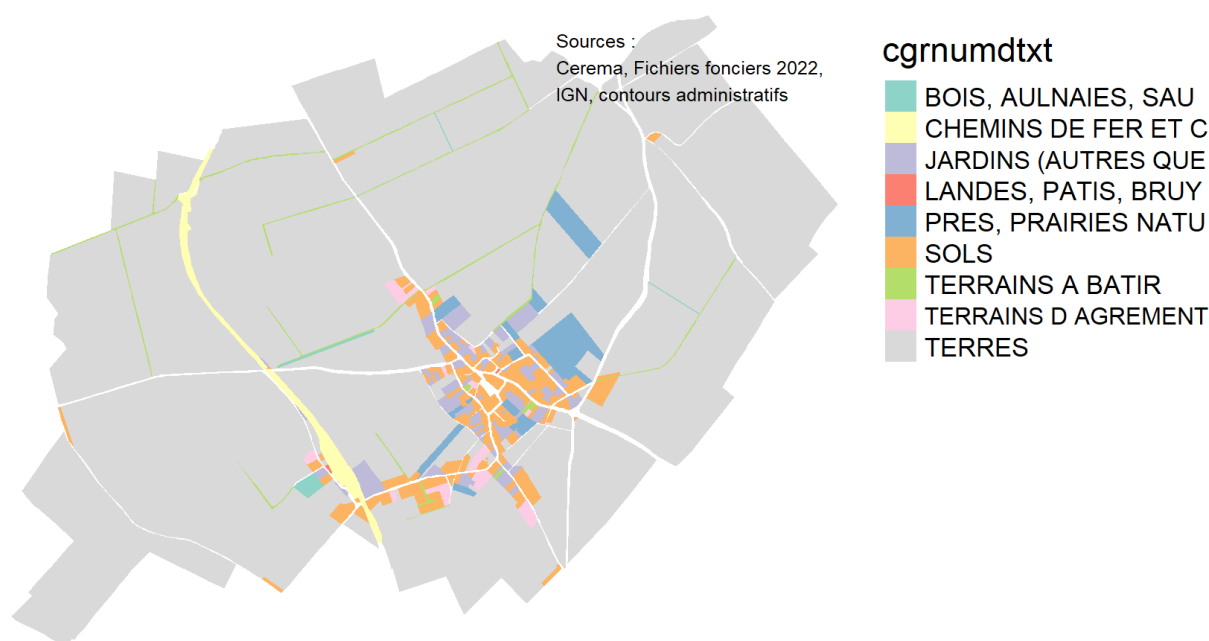 Sources :
Cerema, Fichiers fonciers 2022,
IGN, contours administratifs
cgrnumdtxt
BOIS, AULNAIES, SAU
CHEMINS DE FER ET C
JARDINS (AUTRES QUE
LANDES, PATIS, BRUY
PRES, PRAIRIES NATU
SOLS
TERRAINS A BATIR
TERRAINS D AGREMENT
TERRES